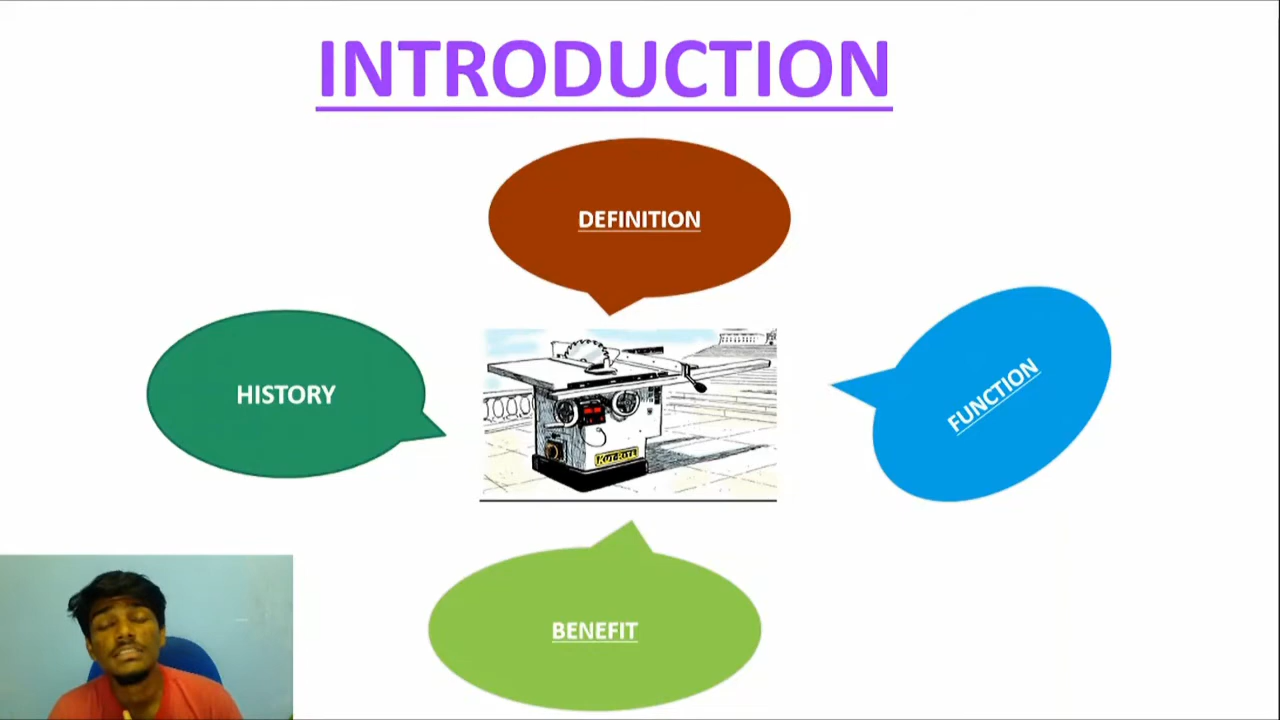 INTRODUCTION
DEFINITION
HISTORY
FUNCTION
BENEFIT